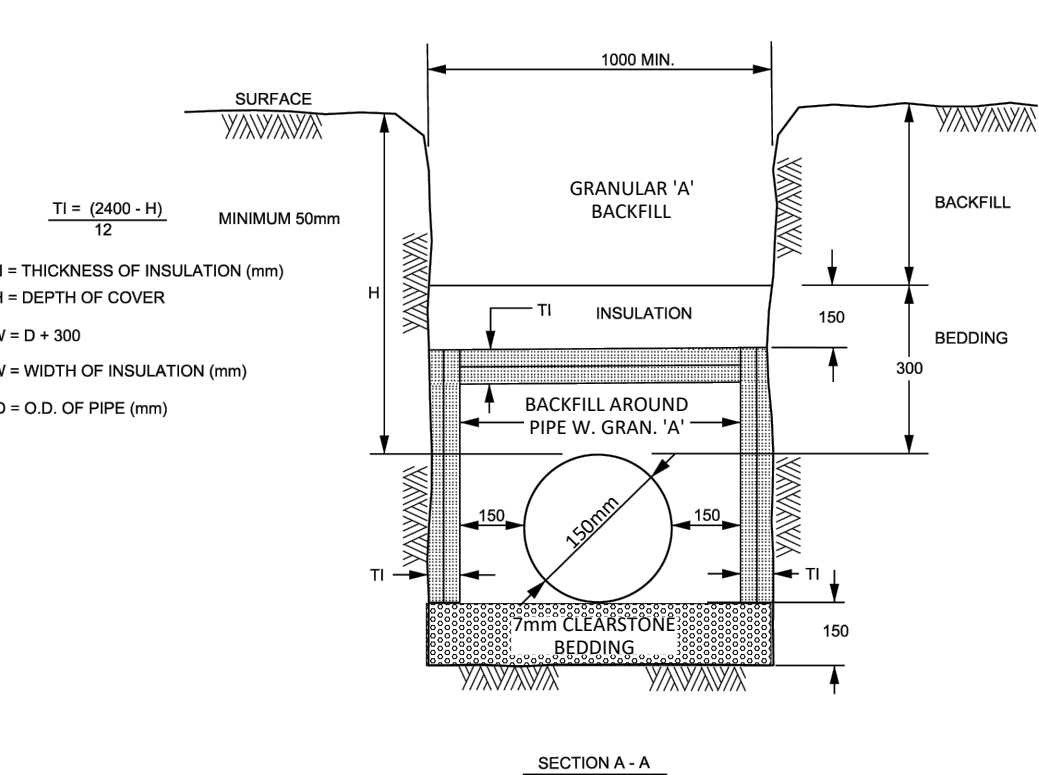 1000 MIN.
SURFACE
GRANULAR 'A'
BACKFILL
BACKFILL
TI = (2400 - H)
12
MINIMUM 50mm
I = THICKNESS OF INSULATION (mm)
H = DEPTH OF COVER
W = D + 300
W = WIDTH OF INSULATION (mm)
D = O.D. OF PIPE (mm)
H
TI
INSULATION
150
BEDDING
300
BACKFILL AROUND
PIPE W. GRAN. 'A'
150
150mm
150
TI
TI
7mm CLEARSTONE
BEDDING
150
SECTION A - A